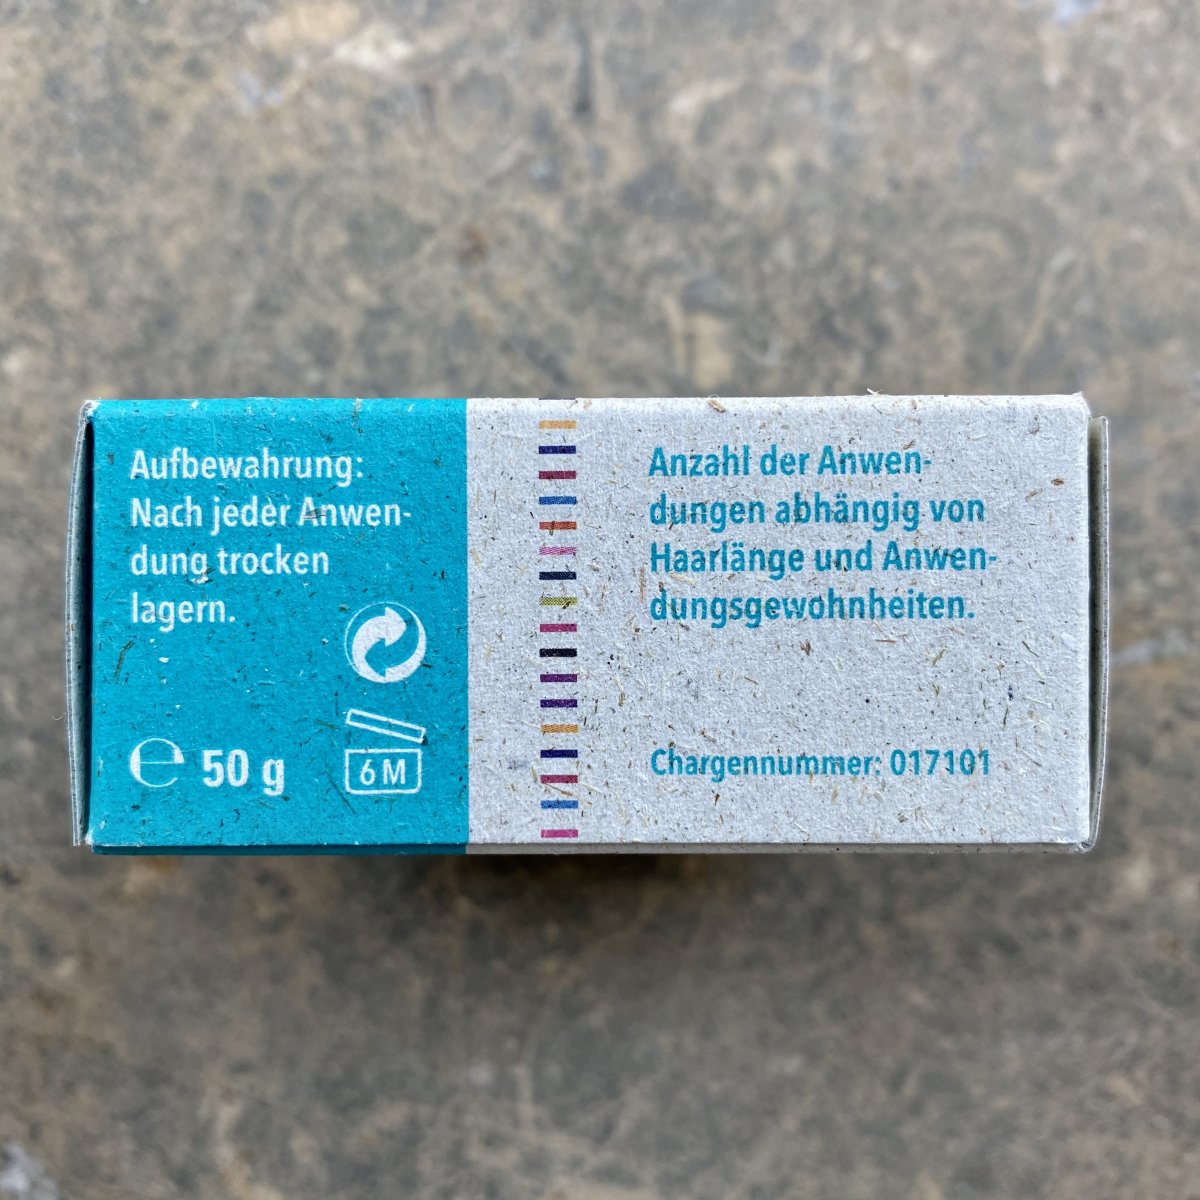 Aufbewahrung:
Nach jeder Anwen-
dung trocken
lagern.
℮ 50 g
6 M
Anzahl der Anwen-
dungen abhängig von
Haarlänge und Anwen-
dungsgewohnheiten.
Chargennummer: 017101